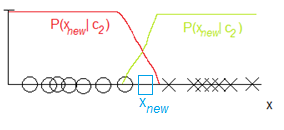 P(x_new| c_2)
P(x_new| c_2)
x_new
x